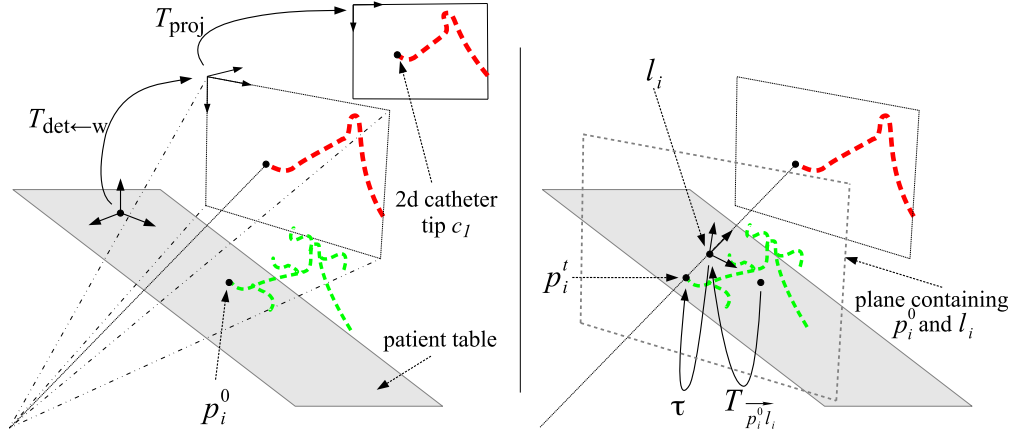 T_proj
T_det←w
2d catheter
tip c_1
patient table
p_i^0
l_i
p_i^t
plane containing
p_i^0 and l_i
τ
T_{\overrightarrow{p_i^0 l_i}}